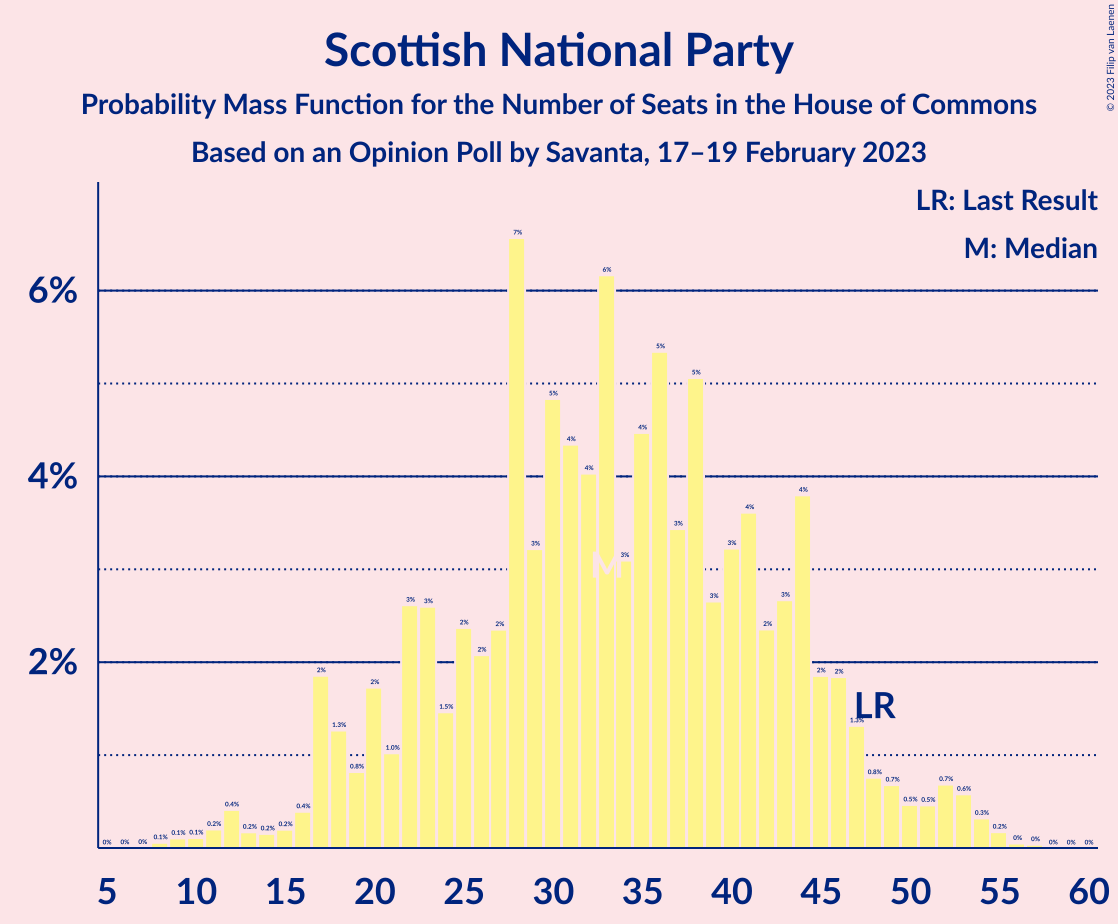 Scottish National Party
Probability Mass Function for the Number of Seats in the House of Commons
Based on an Opinion Poll by Savanta, 17–19 February 2023
© 2023 Filip van Laenen
LR: Last Result
M: Median
6%
4%
2%
0% 0% 0% 0.1% 0.1% 0.1% 0.2% 0.4% 0.2% 0.2% 0.2% 0.4% 2% 1.3% 0.8% 2% 1.0% 3% 3% 1.5% 2% 2% 2% 7% 3% 5% 4% 4% 6% 3% 4% 5% 3% 5% 3% 3% 4% 2% 3% 4% 2% 2% 1.3% 0.8% 0.7% 0.5% 0.5% 0.7% 0.6% 0.3% 0.2% 0% 0% 0% 0% 0%
M
LR
5 10 15 20 25 30 35 40 45 50 55 60